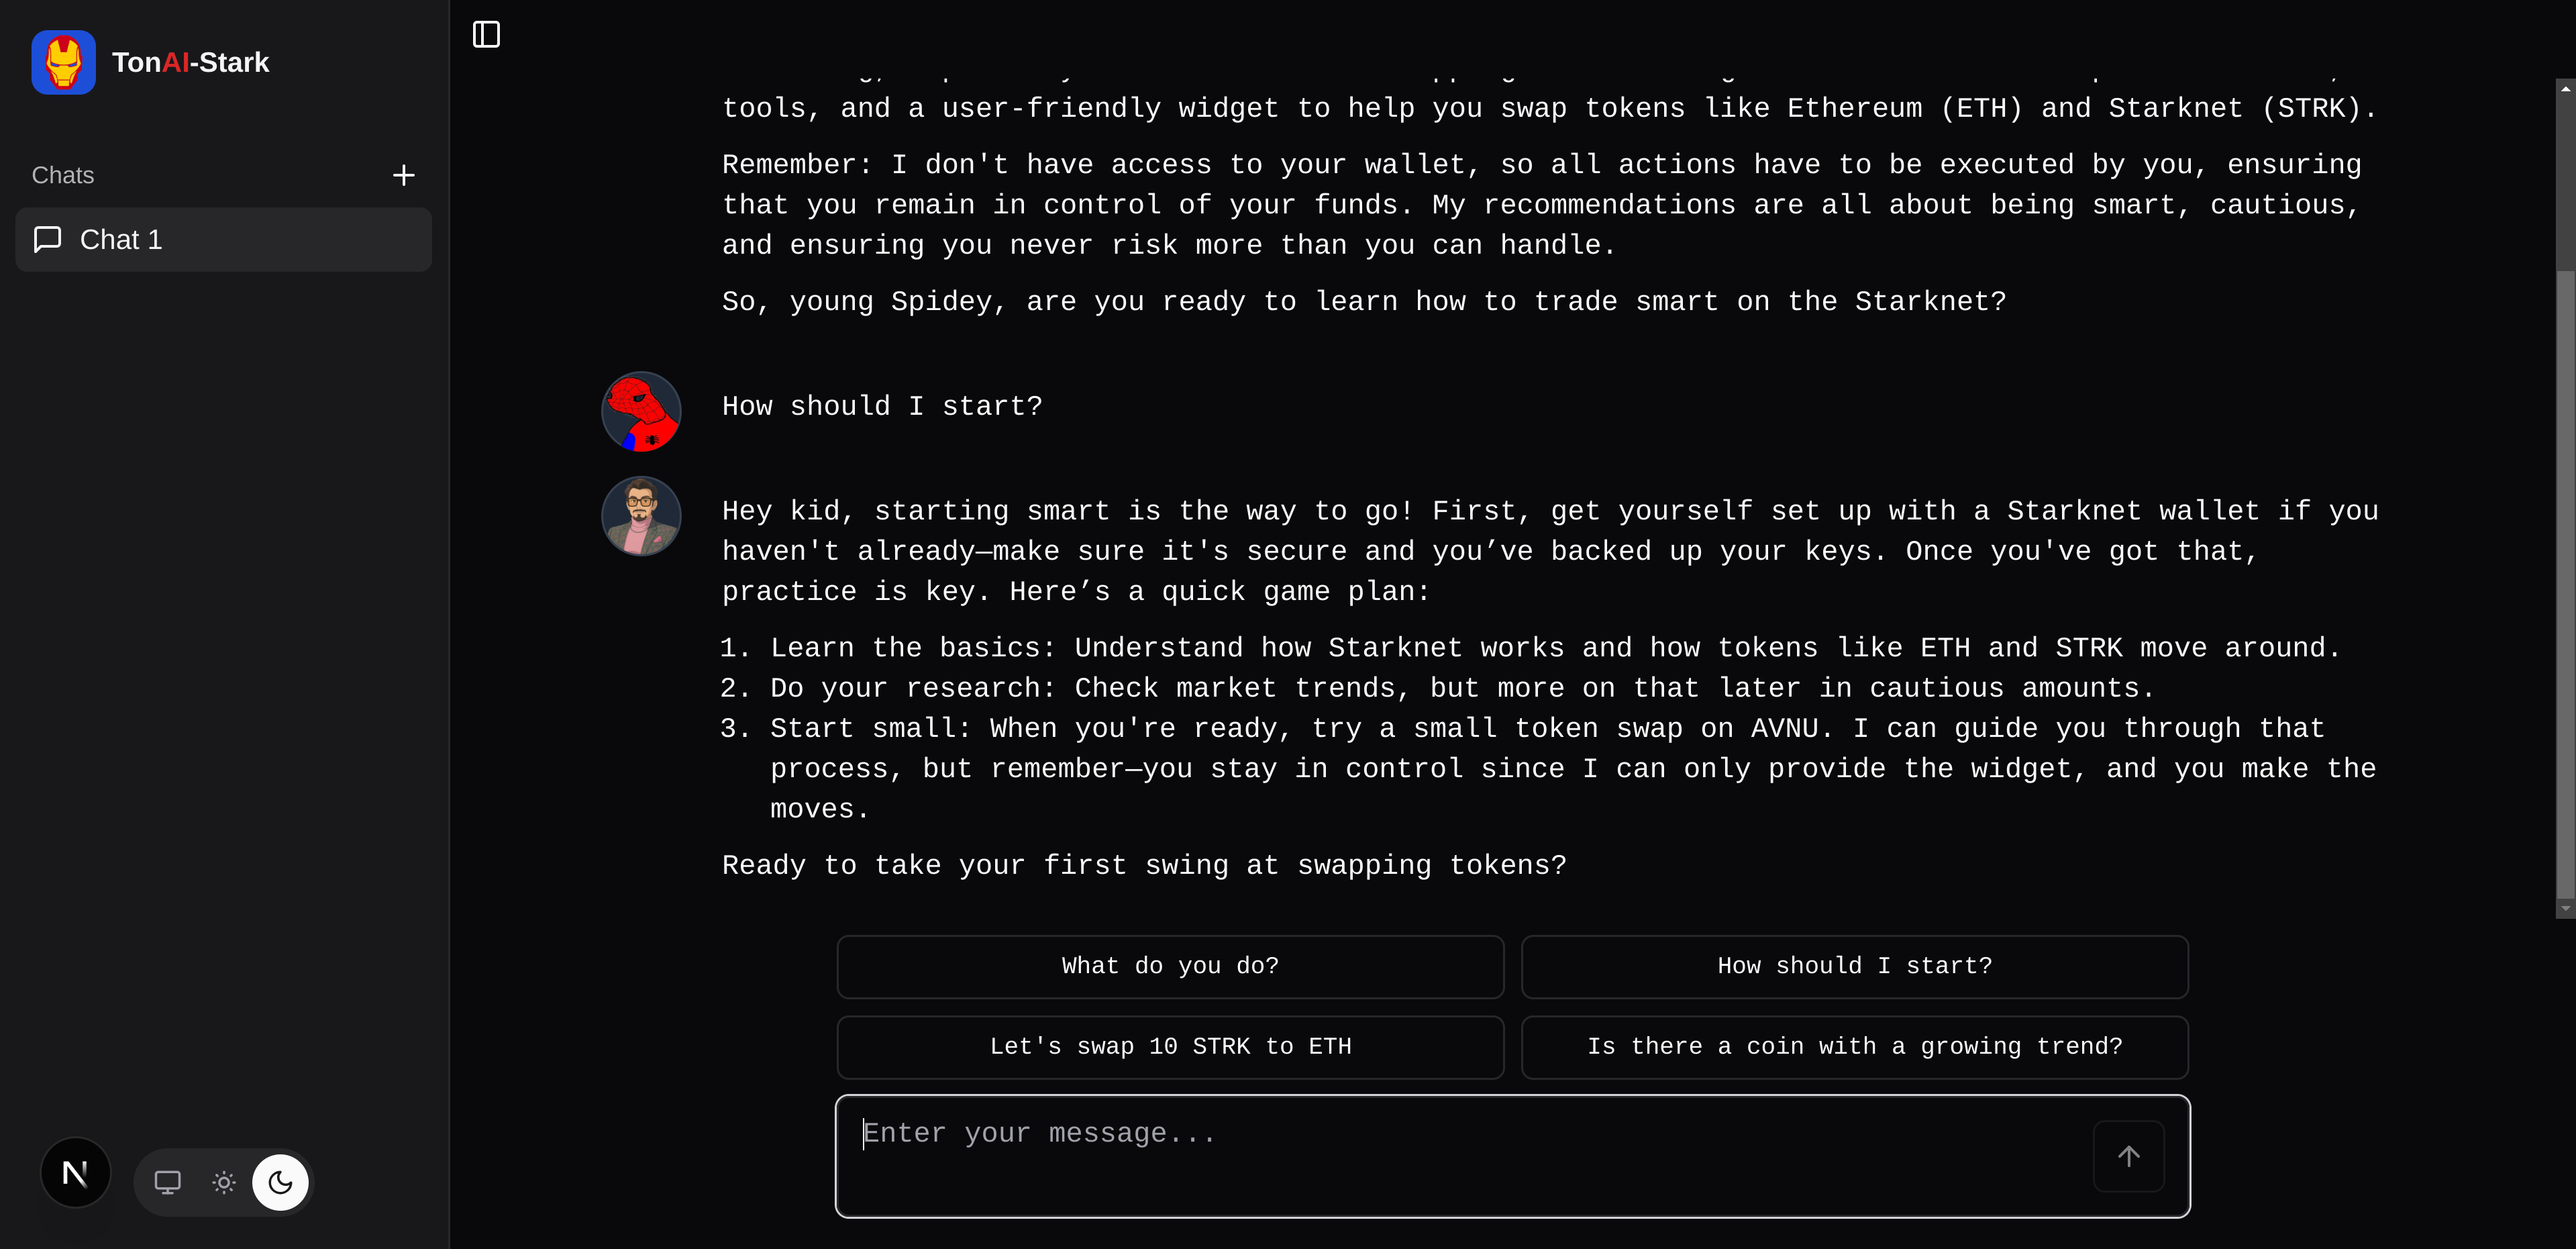 TonAI-Stark
Chats
Chat 1
tools, and a user-friendly widget to help you swap tokens like Ethereum (ETH) and Starknet (STRK).
Remember: I don't have access to your wallet, so all actions have to be executed by you, ensuring
that you remain in control of your funds. My recommendations are all about being smart, cautious,
and ensuring you never risk more than you can handle.
So, young Spidey, are you ready to learn how to trade smart on the Starknet?
How should I start?
Hey kid, starting smart is the way to go! First, get yourself set up with a Starknet wallet if you
haven't already—make sure it's secure and you’ve backed up your keys. Once you've got that,
practice is key. Here’s a quick game plan:
1. Learn the basics: Understand how Starknet works and how tokens like ETH and STRK move around.
2. Do your research: Check market trends, but more on that later in cautious amounts.
3. Start small: When you're ready, try a small token swap on AVNU. I can guide you through that
process, but remember—you stay in control since I can only provide the widget, and you make the
moves.
Ready to take your first swing at swapping tokens?
What do you do?
How should I start?
Let's swap 10 STRK to ETH
Is there a coin with a growing trend?
Enter your message...
N